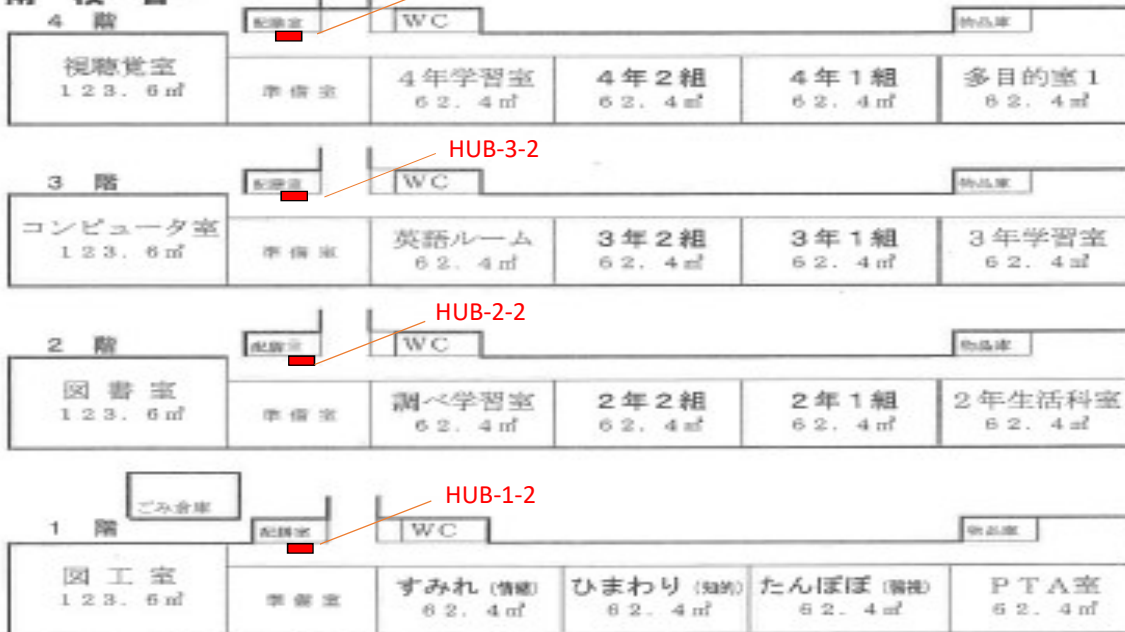 4 階
配膳室
WC
物品庫
視聴覚室
123．6㎡
準備室
4年学習室
62．4㎡
4年2組
62．4㎡
4年1組
62．4㎡
多目的室1
62．4㎡
HUB-3-2
3 階
配膳室
WC
物品庫
コンピュータ室
123．6㎡
準備室
英語ルーム
62．4㎡
3年2組
62．4㎡
3年1組
62．4㎡
3年学習室
62．4㎡
HUB-2-2
2 階
配膳室
WC
物品庫
図書室
123．6㎡
準備室
調べ学習室
62．4㎡
2年2組
62．4㎡
2年1組
62．4㎡
2年生活科室
62．4㎡
ごみ倉庫
HUB-1-2
1 階
配膳室
WC
物品庫
図工室
123．6㎡
準備室
すみれ（情緒）
62．4㎡
ひまわり（知的）
62．4㎡
たんぽぽ（弱視）
62．4㎡
PTA室
62．4㎡